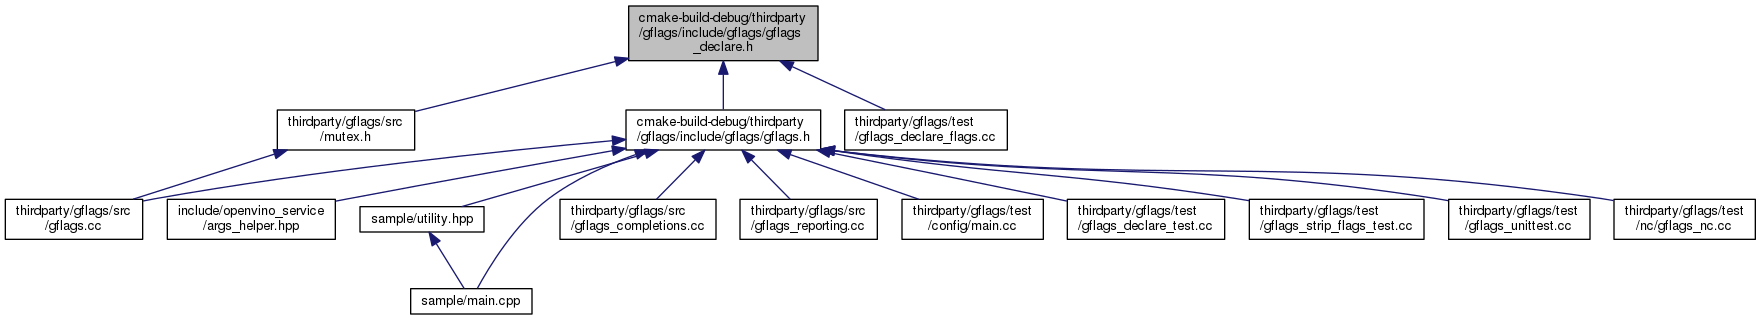 cmake-build-debug/thirdparty
/gflags/include/gflags/gflags
_declare.h
thirdparty/gflags/src
/mutex.h
cmake-build-debug/thirdparty
/gflags/include/gflags/gflags.h
thirdparty/gflags/test
/gflags_declare_flags.cc
thirdparty/gflags/src
/gflags.cc
include/openvino_service
/args_helper.hpp
sample/utility.hpp
thirdparty/gflags/src
/gflags_completions.cc
thirdparty/gflags/src
/gflags_reporting.cc
thirdparty/gflags/test
/config/main.cc
thirdparty/gflags/test
/gflags_declare_test.cc
thirdparty/gflags/test
/gflags_strip_flags_test.cc
thirdparty/gflags/test
/gflags_unittest.cc
thirdparty/gflags/test
/nc/gflags_nc.cc
sample/main.cpp